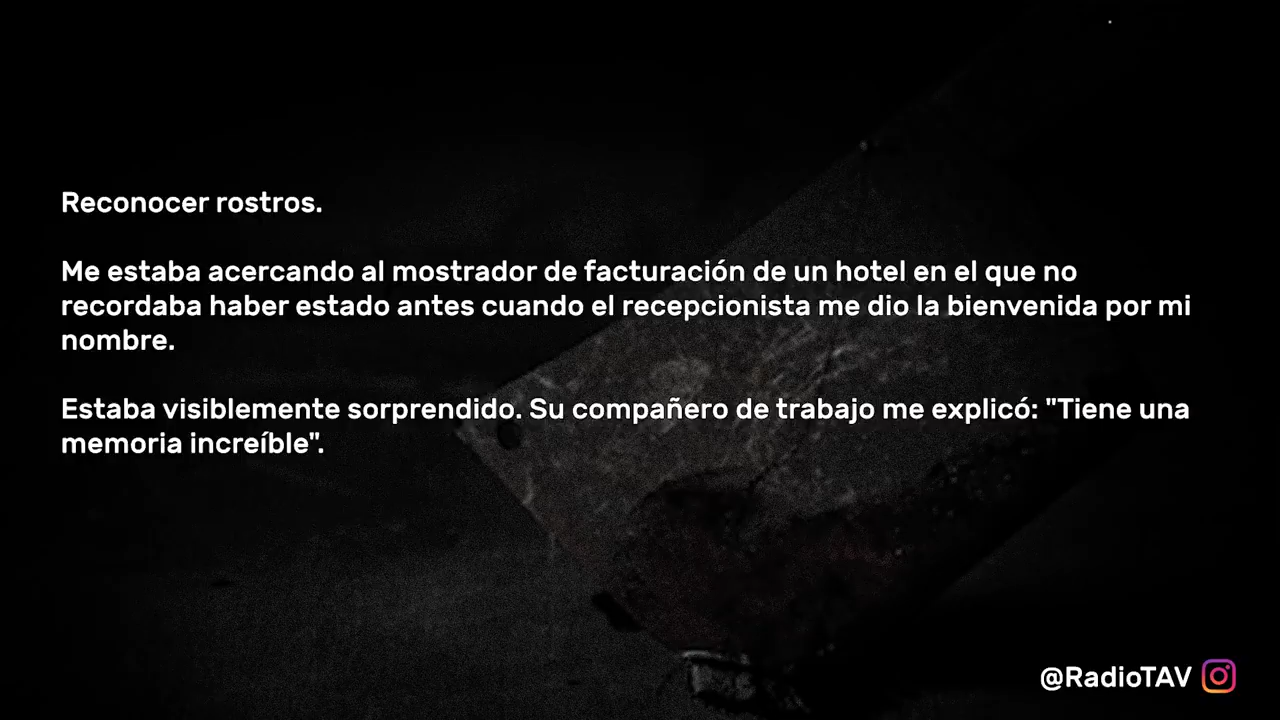 Reconocer rostros.
Me estaba acercando al mostrador de facturación de un hotel en el que no
recordaba haber estado antes cuando el recepcionista me dio la bienvenida por mi
nombre.
Estaba visiblemente sorprendido. Su compañero de trabajo me explicó: "Tiene una
memoria increíble".
@RadioTAV